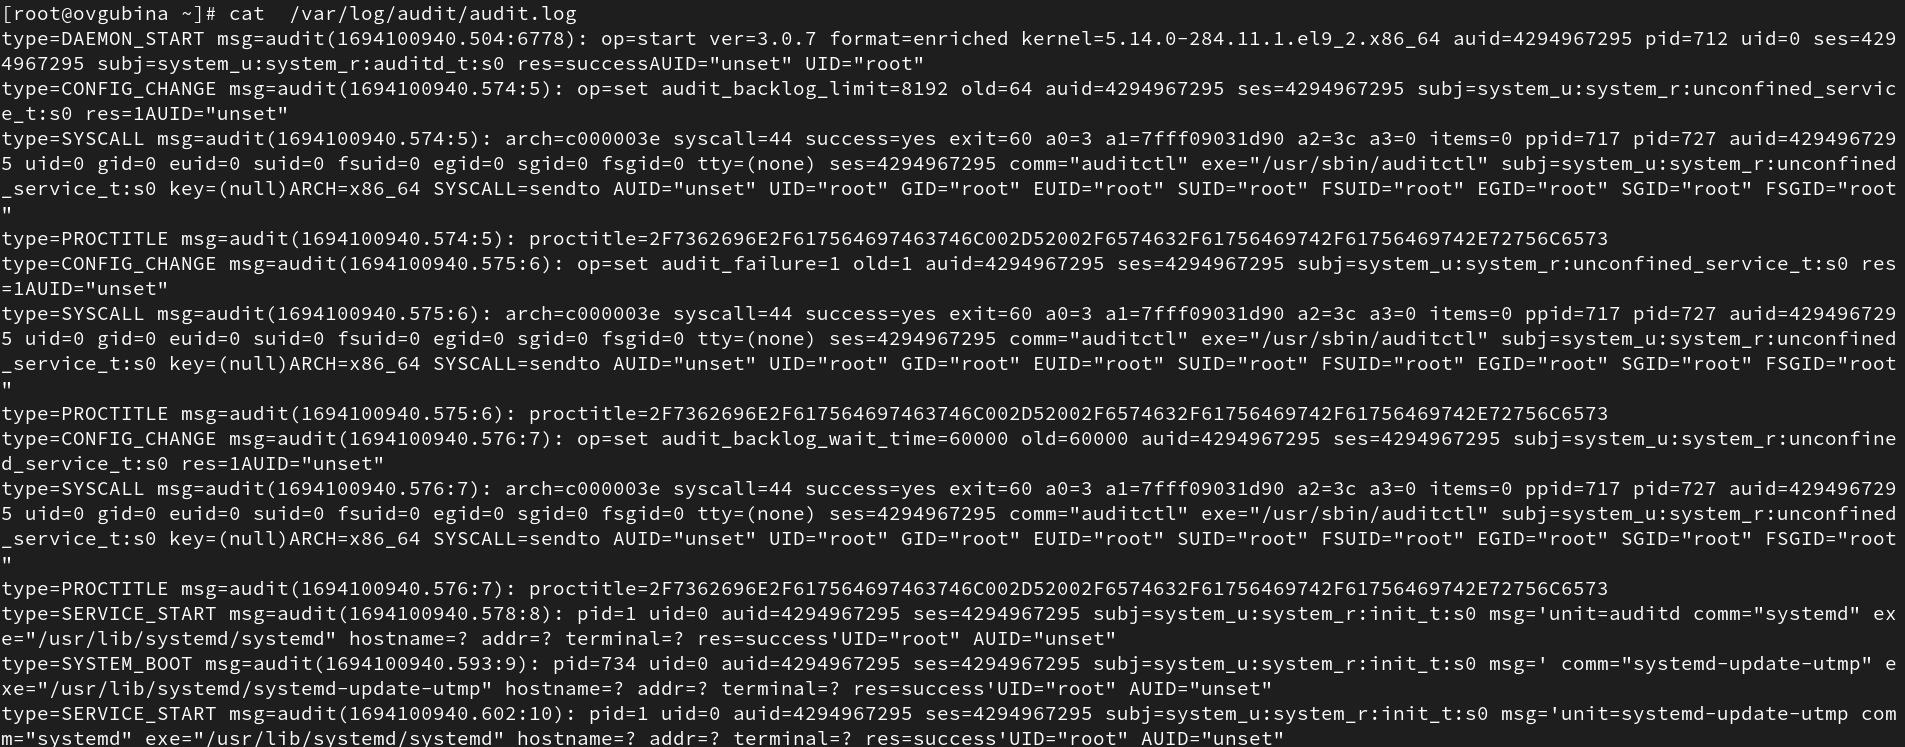 [root@ovgubina ~]# cat  /var/log/audit/audit.log
type=DAEMON_START msg=audit(1694100940.504:6778): op=start ver=3.0.7 format=enriched kernel=5.14.0-284.11.1.el9_2.x86_64 auid=4294967295 pid=712 uid=0 ses=429
4967295 subj=system_u:system_r:auditd_t:s0 res=successAUID="unset" UID="root"
type=CONFIG_CHANGE msg=audit(1694100940.574:5): op=set audit_backlog_limit=8192 old=64 auid=4294967295 ses=4294967295 subj=system_u:system_r:unconfined_servic
e_t:s0 res=1AUID="unset"
type=SYSCALL msg=audit(1694100940.574:5): arch=c000003e syscall=44 success=yes exit=60 a0=3 a1=7fff09031d90 a2=3c a3=0 items=0 ppid=717 pid=727 auid=429496729
5 uid=0 gid=0 euid=0 suid=0 fsuid=0 egid=0 sgid=0 fsgid=0 tty=(none) ses=4294967295 comm="auditctl" exe="/usr/sbin/auditctl" subj=system_u:system_r:unconfined
_service_t:s0 key=(null)ARCH=x86_64 SYSCALL=sendto AUID="unset" UID="root" GID="root" EUID="root" SUID="root" FSUID="root" EGID="root" SGID="root" FSGID="root
"
type=PROCTITLE msg=audit(1694100940.574:5): proctitle=2F7362696E2F617564697463746C002D52002F6574632F61756469742F61756469742E72756C6573
type=CONFIG_CHANGE msg=audit(1694100940.575:6): op=set audit_failure=1 old=1 auid=4294967295 ses=4294967295 subj=system_u:system_r:unconfined_service_t:s0 res
=1AUID="unset"
type=SYSCALL msg=audit(1694100940.575:6): arch=c000003e syscall=44 success=yes exit=60 a0=3 a1=7fff09031d90 a2=3c a3=0 items=0 ppid=717 pid=727 auid=429496729
5 uid=0 gid=0 euid=0 suid=0 fsuid=0 egid=0 sgid=0 fsgid=0 tty=(none) ses=4294967295 comm="auditctl" exe="/usr/sbin/auditctl" subj=system_u:system_r:unconfined
_service_t:s0 key=(null)ARCH=x86_64 SYSCALL=sendto AUID="unset" UID="root" GID="root" EUID="root" SUID="root" FSUID="root" EGID="root" SGID="root" FSGID="root
"
type=PROCTITLE msg=audit(1694100940.575:6): proctitle=2F7362696E2F617564697463746C002D52002F6574632F61756469742F61756469742E72756C6573
type=CONFIG_CHANGE msg=audit(1694100940.576:7): op=set audit_backlog_wait_time=60000 old=60000 auid=4294967295 ses=4294967295 subj=system_u:system_r:unconfine
d_service_t:s0 res=1AUID="unset"
type=SYSCALL msg=audit(1694100940.576:7): arch=c000003e syscall=44 success=yes exit=60 a0=3 a1=7fff09031d90 a2=3c a3=0 items=0 ppid=717 pid=727 auid=429496729
5 uid=0 gid=0 euid=0 suid=0 fsuid=0 egid=0 sgid=0 fsgid=0 tty=(none) ses=4294967295 comm="auditctl" exe="/usr/sbin/auditctl" subj=system_u:system_r:unconfined
_service_t:s0 key=(null)ARCH=x86_64 SYSCALL=sendto AUID="unset" UID="root" GID="root" EUID="root" SUID="root" FSUID="root" EGID="root" SGID="root" FSGID="root
"
type=PROCTITLE msg=audit(1694100940.576:7): proctitle=2F7362696E2F617564697463746C002D52002F6574632F61756469742F61756469742E72756C6573
type=SERVICE_START msg=audit(1694100940.578:8): pid=1 uid=0 auid=4294967295 ses=4294967295 subj=system_u:system_r:init_t:s0 msg='unit=auditd comm="systemd" ex
e="/usr/lib/systemd/systemd" hostname=? addr=? terminal=? res=success'UID="root" AUID="unset"
type=SYSTEM_BOOT msg=audit(1694100940.593:9): pid=734 uid=0 auid=4294967295 ses=4294967295 subj=system_u:system_r:init_t:s0 msg=' comm="systemd-update-utmp" e
xe="/usr/lib/systemd/systemd-update-utmp" hostname=? addr=? terminal=? res=success'UID="root" AUID="unset"
type=SERVICE_START msg=audit(1694100940.602:10): pid=1 uid=0 auid=4294967295 ses=4294967295 subj=system_u:system_r:init_t:s0 msg='unit=systemd-update-utmp com
m="systemd" exe="/usr/lib/systemd/systemd" hostname=? addr=? terminal=? res=success'UID="root" AUID="unset"